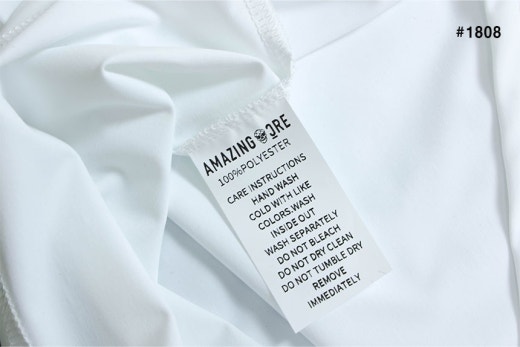 #1808
AMAZING ORE
100%POLYESTER
CARE INSTRUCTIONS
HAND WASH
COLD WITH LIKE
COLORS.WASH
INSIDE OUT
WASH SEPARATELY
DO NOT BLEACH
DO NOT DRY CLEAN
DO NOT TUMBLE DRY
REMOVE
IMMEDIATELY